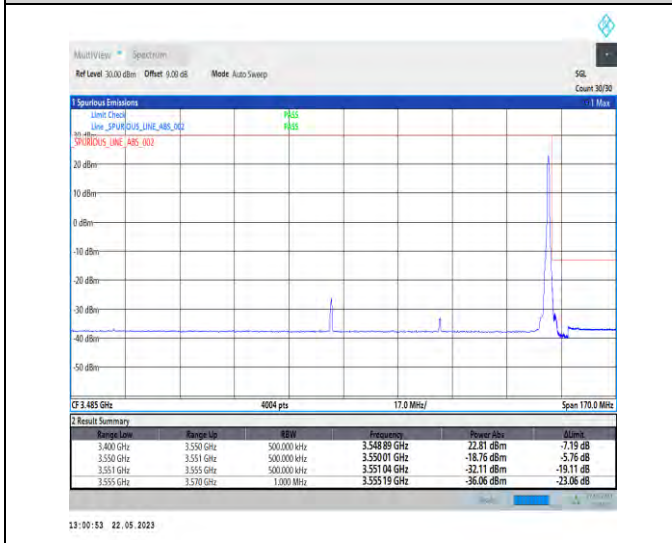 MultiView Spectrum
Ref Level 30.00 dBm Offset 9.00 dB Mode Auto Sweep SGL
Count 30/30
1 Spurious Emissions 1 Max
Limit Check PASS
Line _SPURIOUS_LINE_ABS_002 PASS
30 dBm
_SPURIOUS_LINE_ABS_002
20 dBm
10 dBm
0 dBm
-10 dBm
-20 dBm
-30 dBm
-40 dBm
-50 dBm
CF 3.485 GHz 4004 pts 17.0 MHz/ Span 170.0 MHz
2 Result Summary
Range Low Range Up RBW Frequency Power Abs ΔLimit
3.400 GHz 3.550 GHz 500.000 kHz 3.548 89 GHz 22.81 dBm -7.19 dB
3.550 GHz 3.551 GHz 500.000 kHz 3.550 01 GHz -18.76 dBm -5.76 dB
3.551 GHz 3.555 GHz 500.000 kHz 3.551 04 GHz -32.11 dBm -19.11 dB
3.555 GHz 3.570 GHz 1.000 MHz 3.555 19 GHz -36.06 dBm -23.06 dB
Ready
13:00:53 22.05.2023